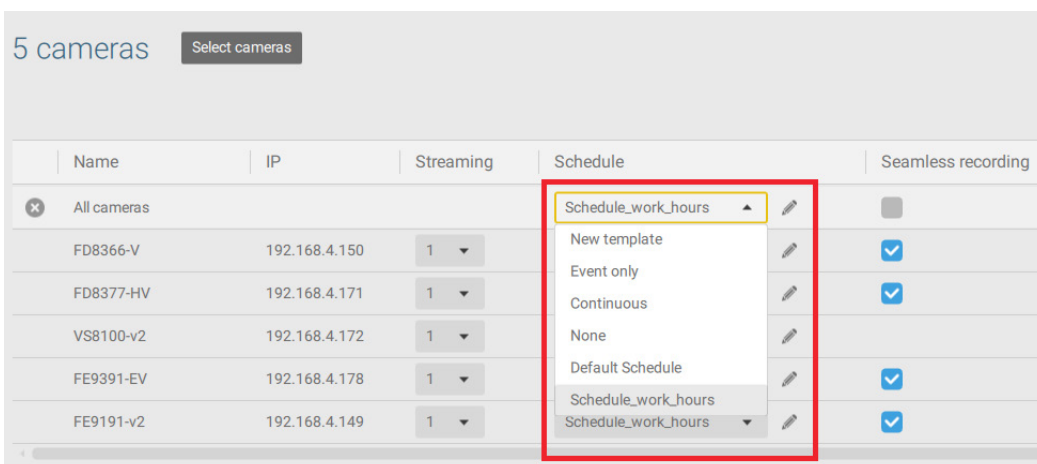 5 cameras Select cameras
Name IP Streaming Schedule Seamless recording
All cameras Schedule_work_hours
FD8366-V 192.168.4.150 1 New template
Event only
FD8377-HV 192.168.4.171 1 Continuous
VS8100-v2 192.168.4.172 1 None
FE9391-EV 192.168.4.178 1 Default Schedule
Schedule_work_hours
FE9191-v2 192.168.4.149 1 Schedule_work_hours